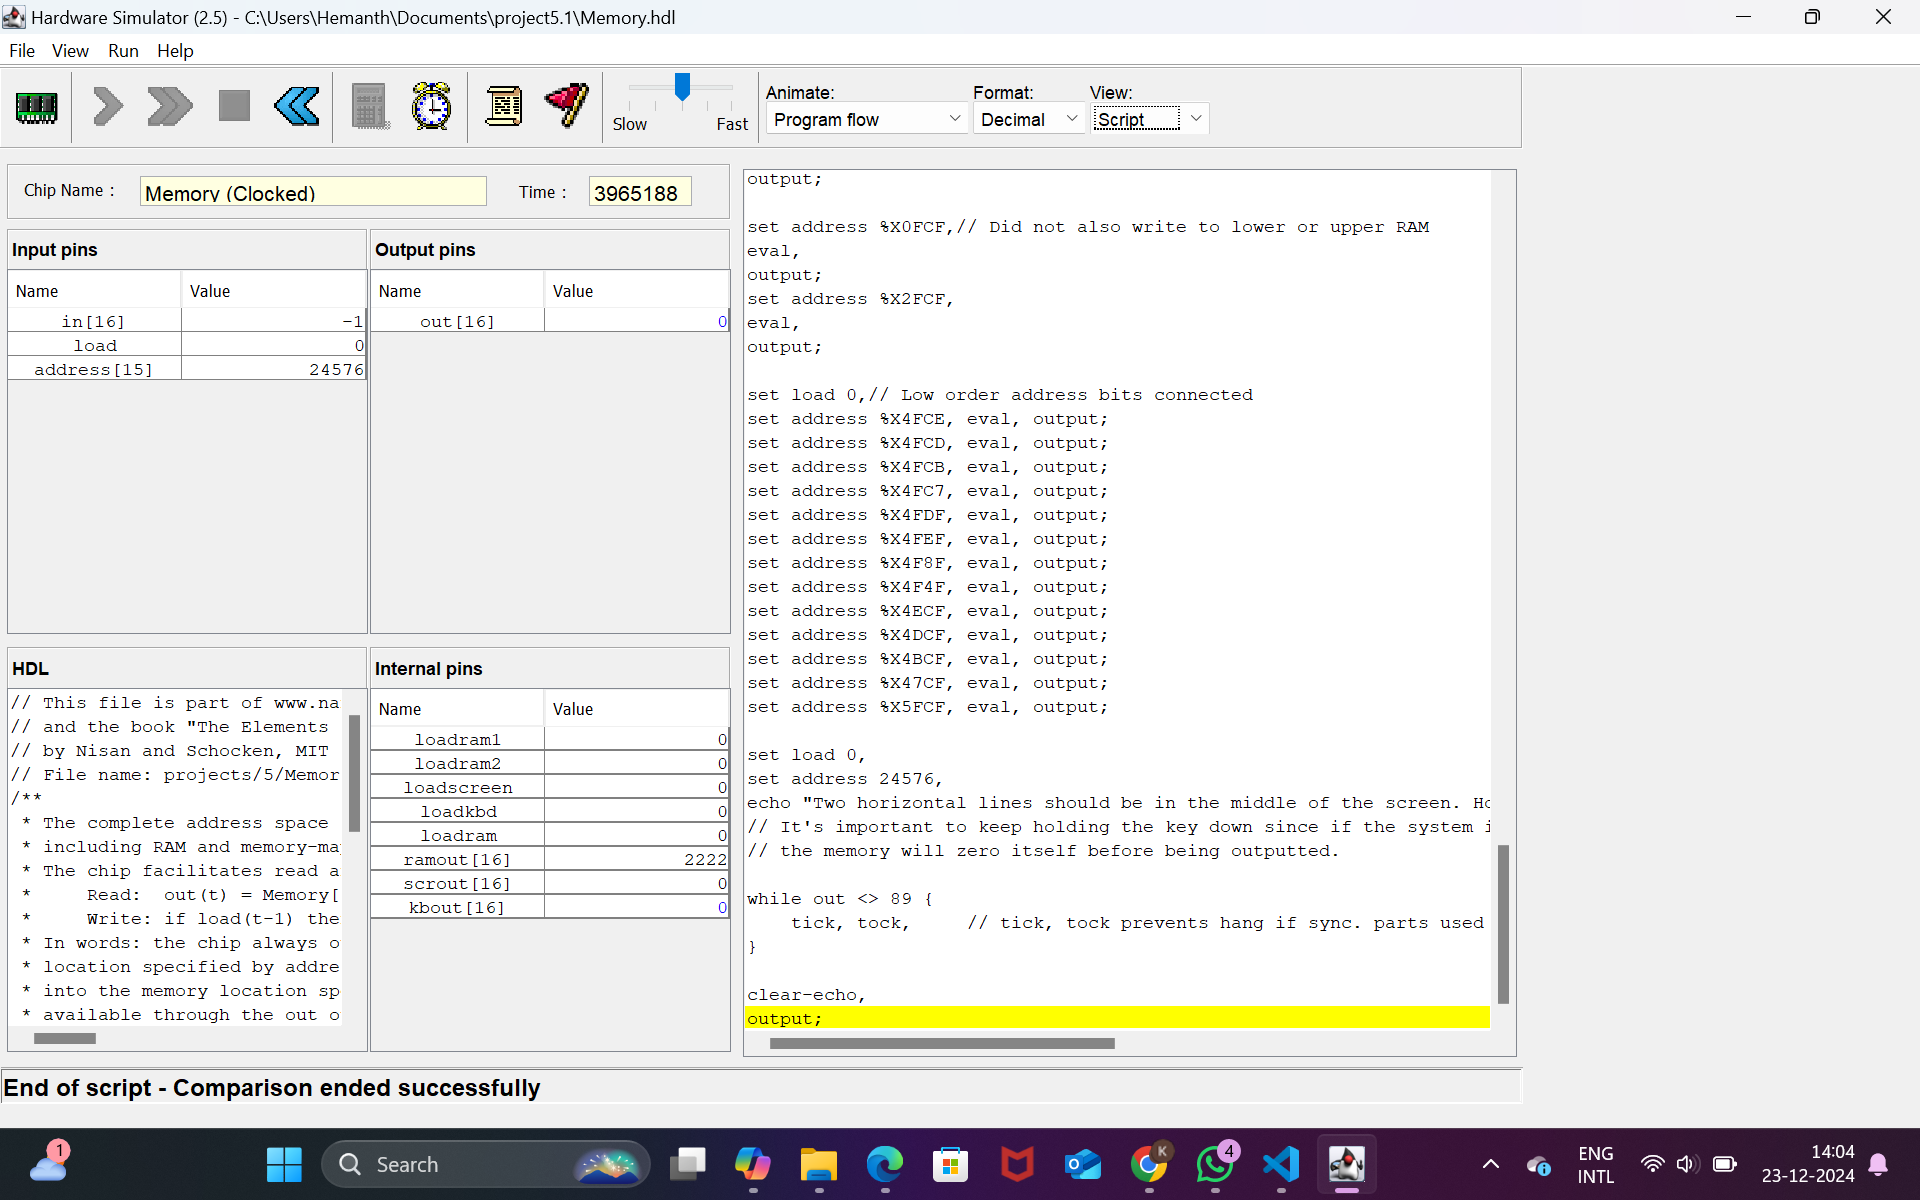 Hardware Simulator (2.5) - C:\Users\Hemanth\Documents\project5.1\Memory.hdl
File View Run Help
Slow Fast
Animate: Format: View:
Program flow Decimal Script
Chip Name : Memory (Clocked) Time : 3965188
Input pins
Name Value
in[16] -1
load 0
address[15] 24576
Output pins
Name Value
out[16] 0
HDL
// This file is part of www.na
// and the book "The Elements
// by Nisan and Schocken, MIT
// File name: projects/5/Memor
/**
* The complete address space
* including RAM and memory-ma
* The chip facilitates read a
* Read: out(t) = Memory[
* Write: if load(t-1) the
* In words: the chip always o
* location specified by addre
* into the memory location sp
* available through the out o
Internal pins
Name Value
loadram1 0
loadram2 0
loadscreen 0
loadkbd 0
loadram 0
ramout[16] 2222
scrout[16] 0
kbout[16] 0
output;
set address %X0FCF,// Did not also write to lower or upper RAM
eval,
output;
set address %X2FCF,
eval,
output;
set load 0,// Low order address bits connected
set address %X4FCE, eval, output;
set address %X4FCD, eval, output;
set address %X4FCB, eval, output;
set address %X4FC7, eval, output;
set address %X4FDF, eval, output;
set address %X4FEF, eval, output;
set address %X4F8F, eval, output;
set address %X4F4F, eval, output;
set address %X4ECF, eval, output;
set address %X4DCF, eval, output;
set address %X4BCF, eval, output;
set address %X47CF, eval, output;
set address %X5FCF, eval, output;
set load 0,
set address 24576,
echo "Two horizontal lines should be in the middle of the screen. Ho
// It's important to keep holding the key down since if the system i
// the memory will zero itself before being outputted.
while out <> 89 {
tick, tock, // tick, tock prevents hang if sync. parts used
}
clear-echo,
output;
End of script - Comparison ended successfully
1
Search
K
4
ENG
INTL
14:04
23-12-2024